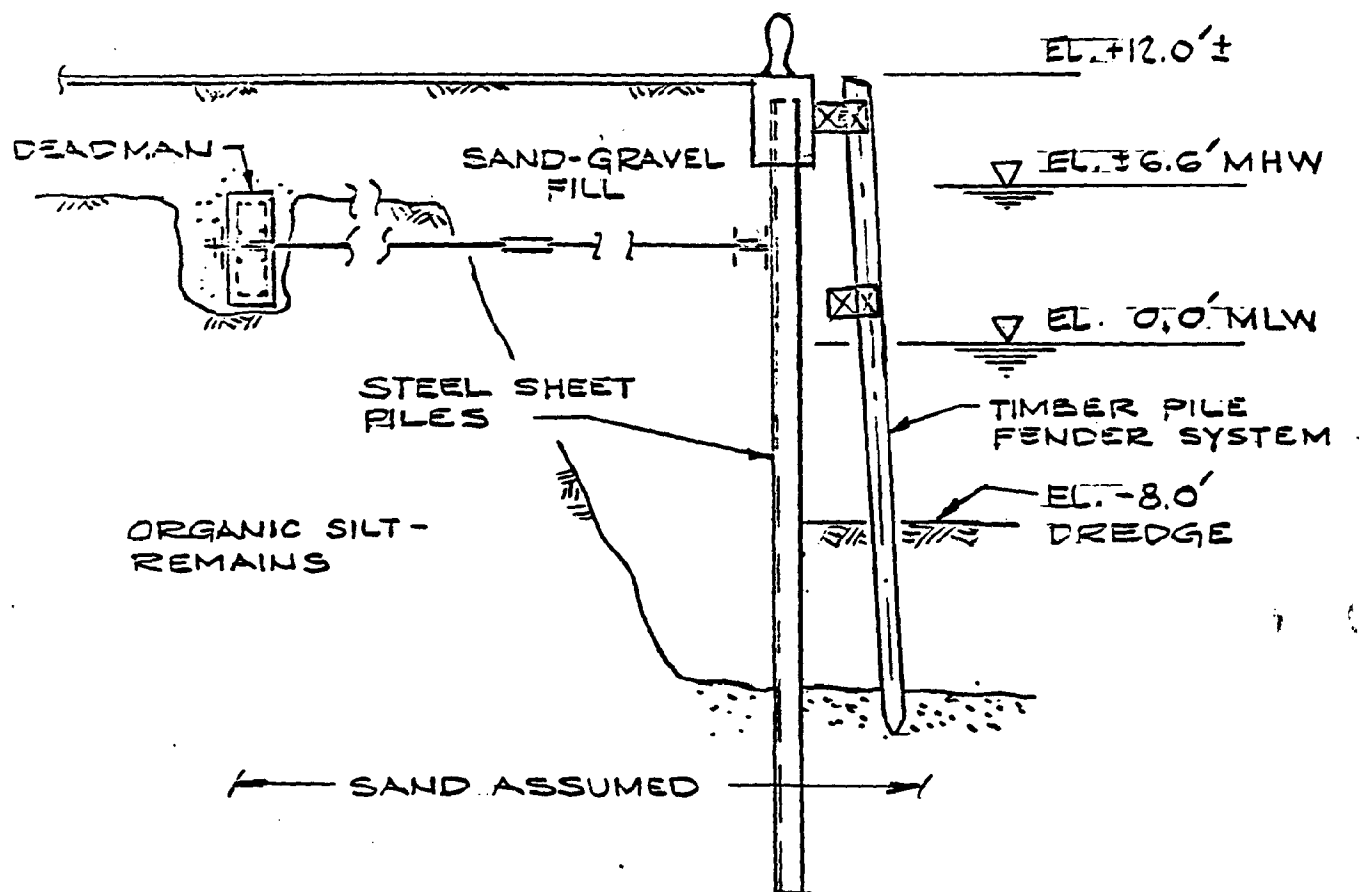 EL. +12.0' ±
DEADMAN
SAND-GRAVEL
FILL
EL. ± 6.6' MHW
EL. 0.0' MLW
STEEL SHEET
PILES
TIMBER PILE
FENDER SYSTEM
EL. -8.0'
DREDGE
ORGANIC SILT-
REMAINS
SAND ASSUMED